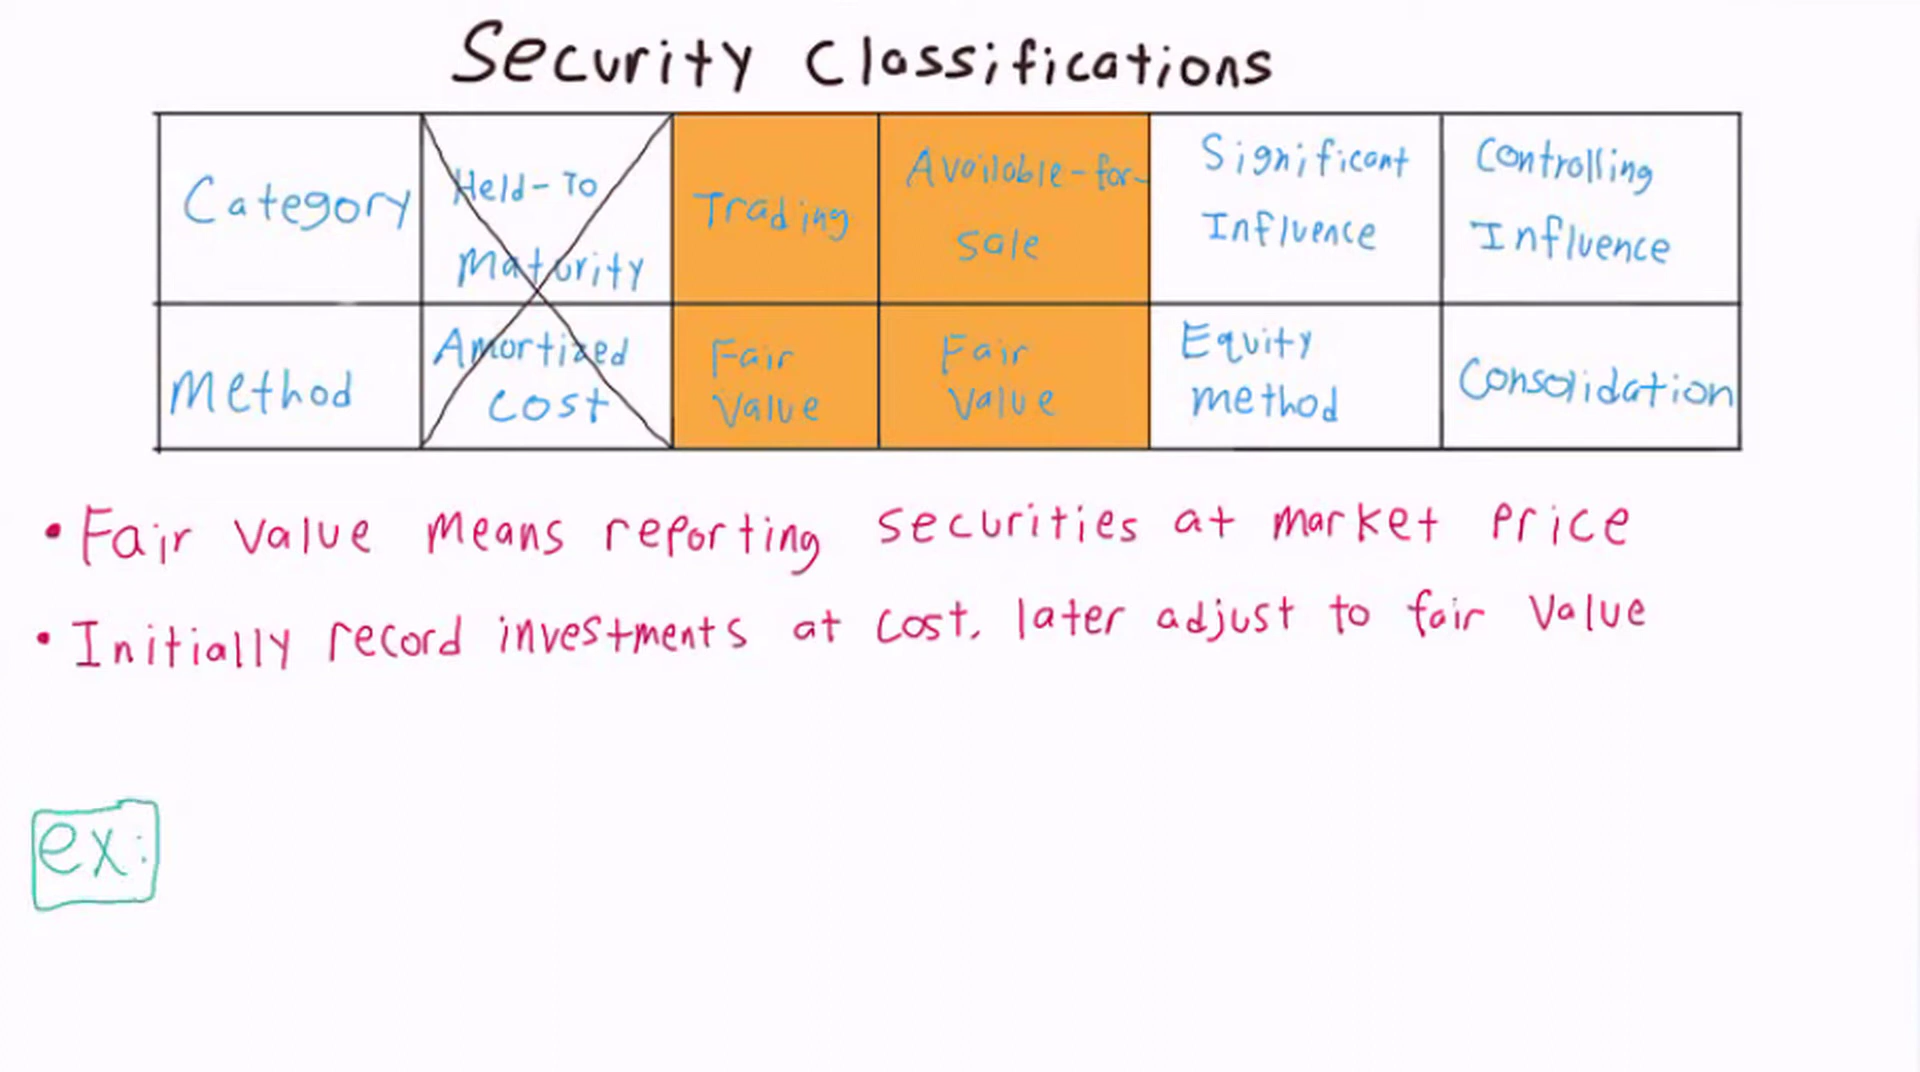 Security Classifications
Category
Held-To
Maturity
Trading
Available-for-
sale
Significant
Influence
Controlling
Influence
Method
Amortized
cost
Fair
Value
Fair
Value
Equity
method
Consolidation
• Fair value means reporting securities at market price
• Initially record investments at cost, later adjust to fair value
ex: